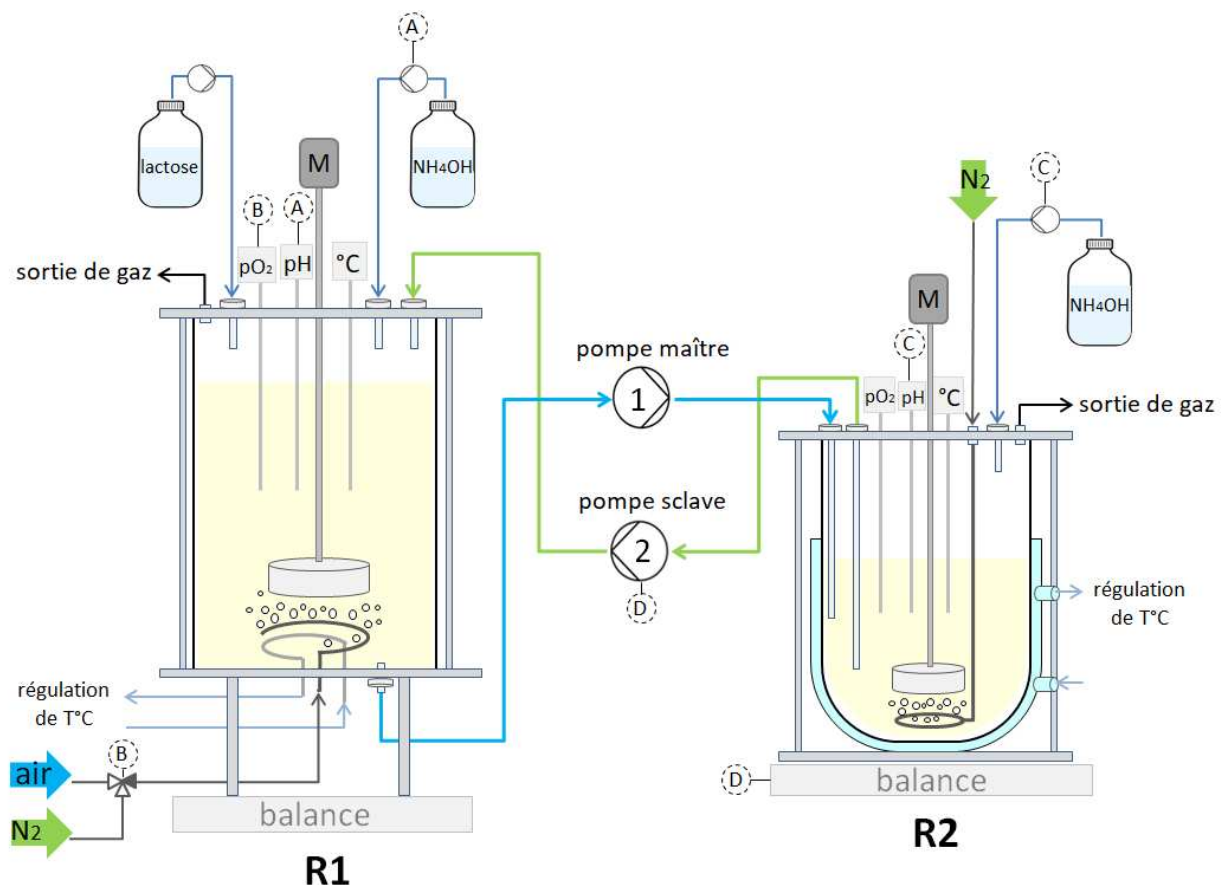 A
lactose
NH4OH
M
B
A
pO2
pH
°C
sortie de gaz
N2
C
NH4OH
M
C
pO2
pH
°C
sortie de gaz
pompe maître
1
pompe sclave
2
D
régulation
de T°C
régulation
de T°C
B
air
N2
balance
R1
D
balance
R2